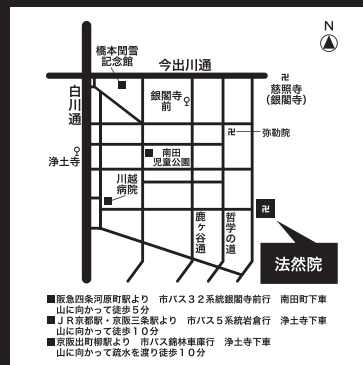 N
橋本関雪
記念館
今出川通
白川通
銀閣寺
前
慈照寺
(銀閣寺)
弥勒院
浄土寺
南田
児童公園
川越
病院
鹿ヶ谷通
哲学の道
法然院
■阪急四条河原町駅より 市バス32系統銀閣寺前行 南田町下車
山に向かって徒歩5分
■JR京都駅・京阪三条駅より 市バス5系統岩倉行 浄土寺下車
山に向かって徒歩10分
■京阪出町柳駅より 市バス錦林車庫行 浄土寺下車
山に向かって疏水を渡り徒歩10分